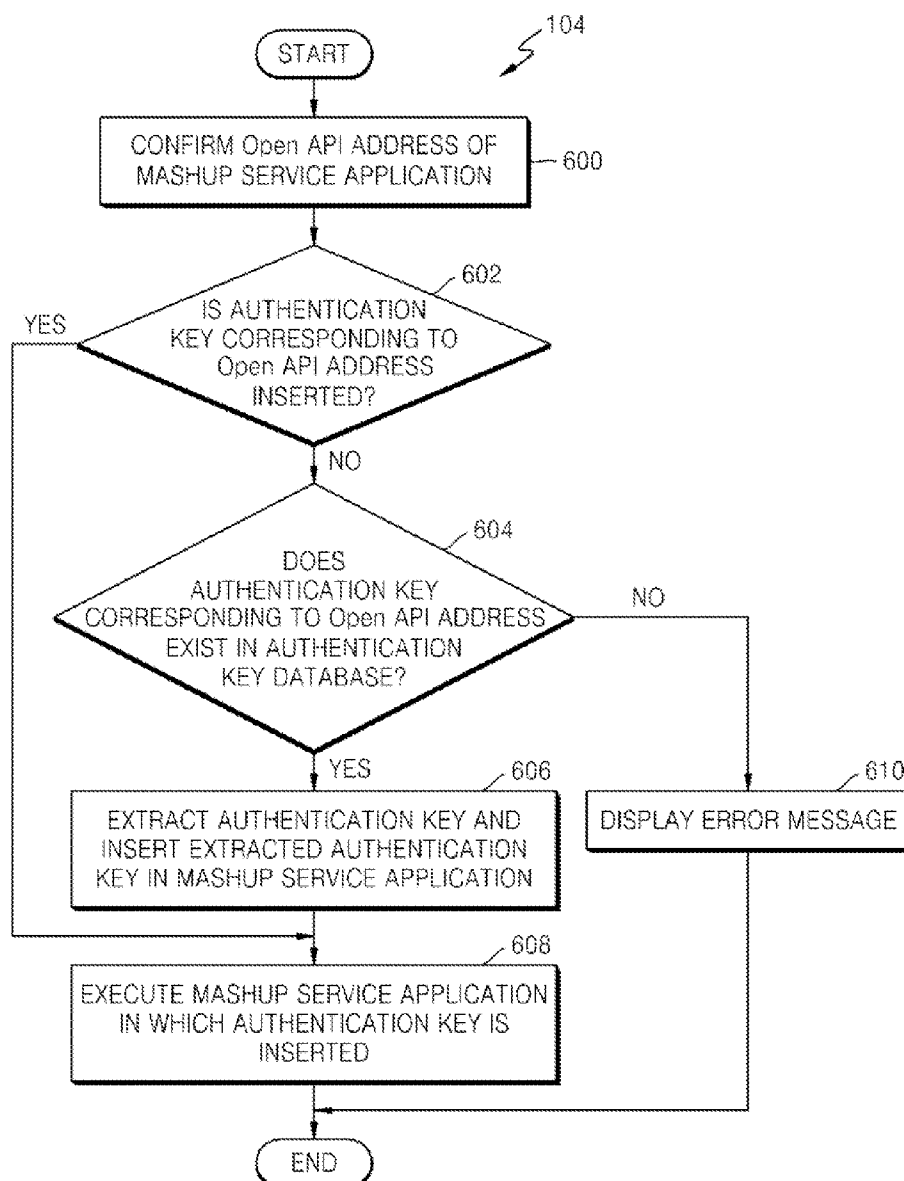 104
START
CONFIRM Open API ADDRESS OF
MASHUP SERVICE APPLICATION
600
602
IS AUTHENTICATION
KEY CORRESPONDING TO
Open API ADDRESS
INSERTED?
YES
NO
604
DOES
AUTHENTICATION KEY
CORRESPONDING TO Open API ADDRESS
EXIST IN AUTHENTICATION
KEY DATABASE?
NO
YES
606
EXTRACT AUTHENTICATION KEY AND
INSERT EXTRACTED AUTHENTICATION
KEY IN MASHUP SERVICE APPLICATION
610
DISPLAY ERROR MESSAGE
608
EXECUTE MASHUP SERVICE APPLICATION
IN WHICH AUTHENTICATION KEY IS
INSERTED
END